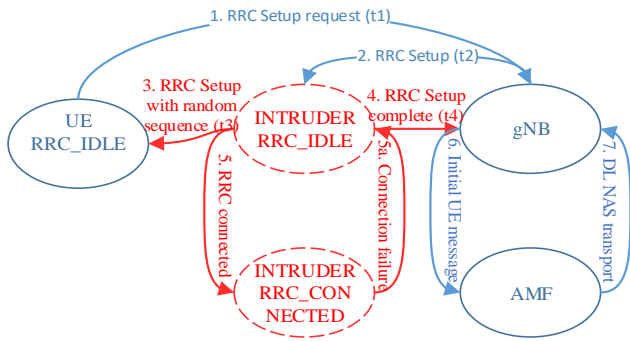 1. RRC Setup request (t1)
2. RRC Setup (t2)
3. RRC Setup
with random
sequence (t3)
4. RRC Setup
complete (t4)
UE
RRC_IDLE
INTRUDER
RRC_IDLE
gNB
5. RRC connected
5a. Connection failure
6. Initial UE message
7. DL NAS transport
INTRUDER
RRC_CON
NECTED
AMF